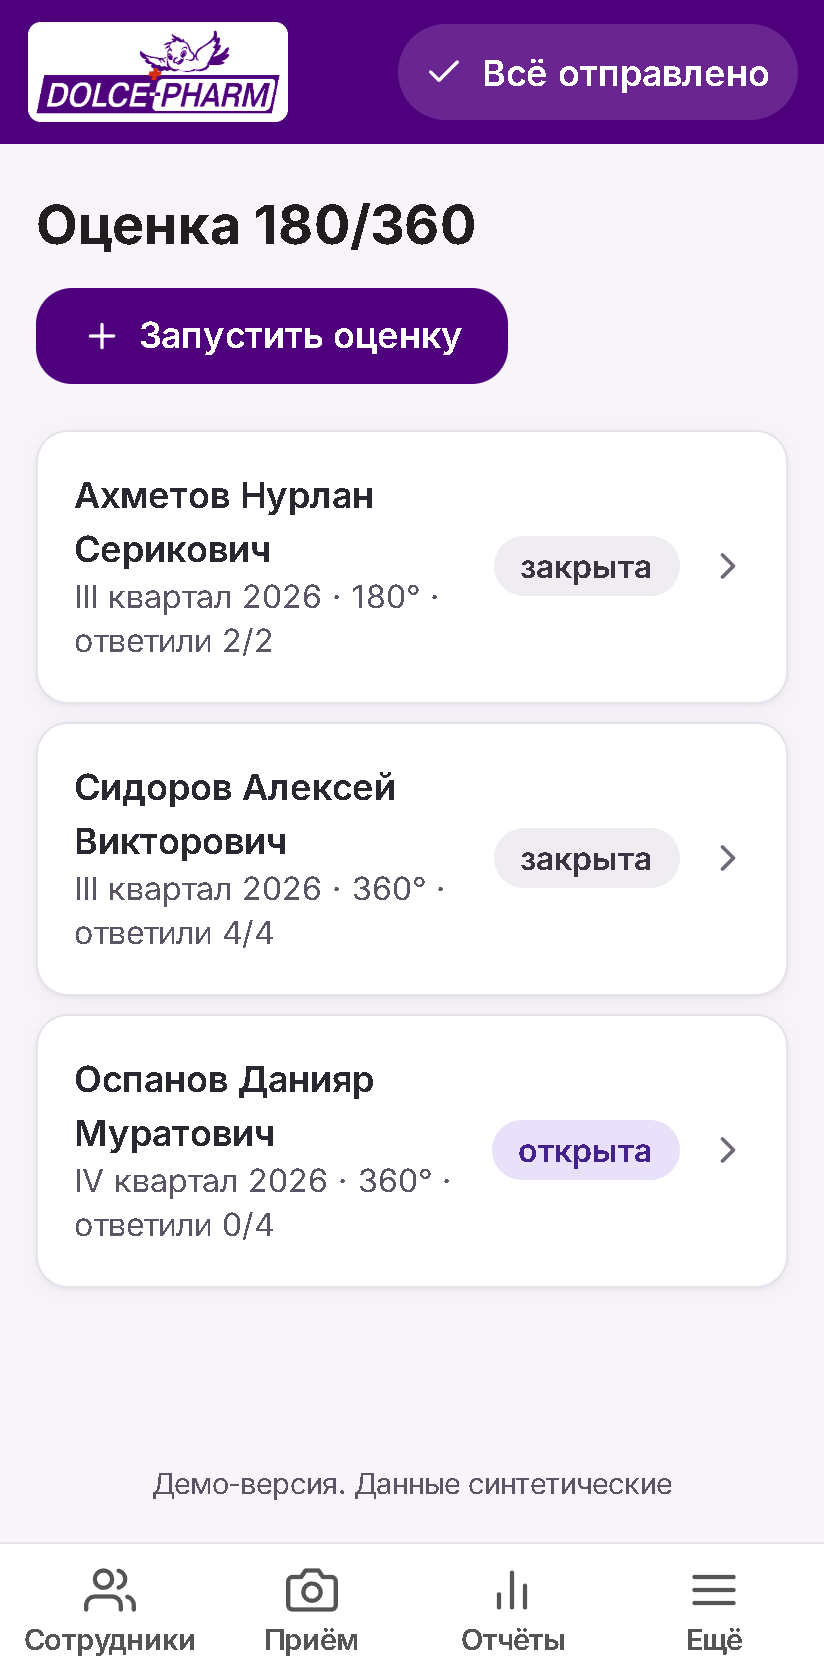 DOLCE-PHARM
Всё отправлено
Оценка 180/360
+ Запустить оценку
Ахметов Нурлан
Серикович
III квартал 2026 · 180° ·
ответили 2/2
закрыта
Сидоров Алексей
Викторович
III квартал 2026 · 360° ·
ответили 4/4
закрыта
Оспанов Данияр
Муратович
IV квартал 2026 · 360° ·
ответили 0/4
открыта
Демо-версия. Данные синтетические
Сотрудники
Приём
Отчёты
Ещё